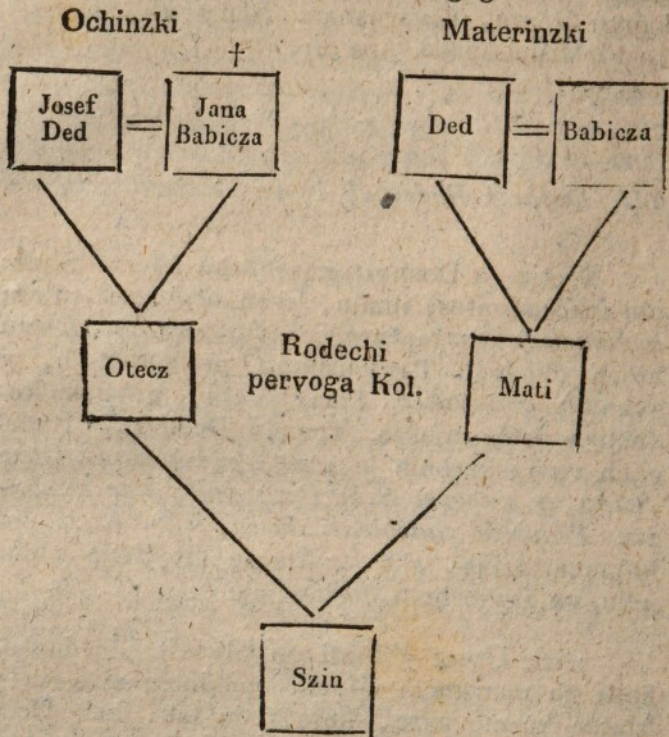 Ochinzki
Materinzki
†
Josef
Ded
=
Jana
Babicza
Ded
=
Babicza
Otecz
Rodechi
pervoga Kol.
Mati
Szin